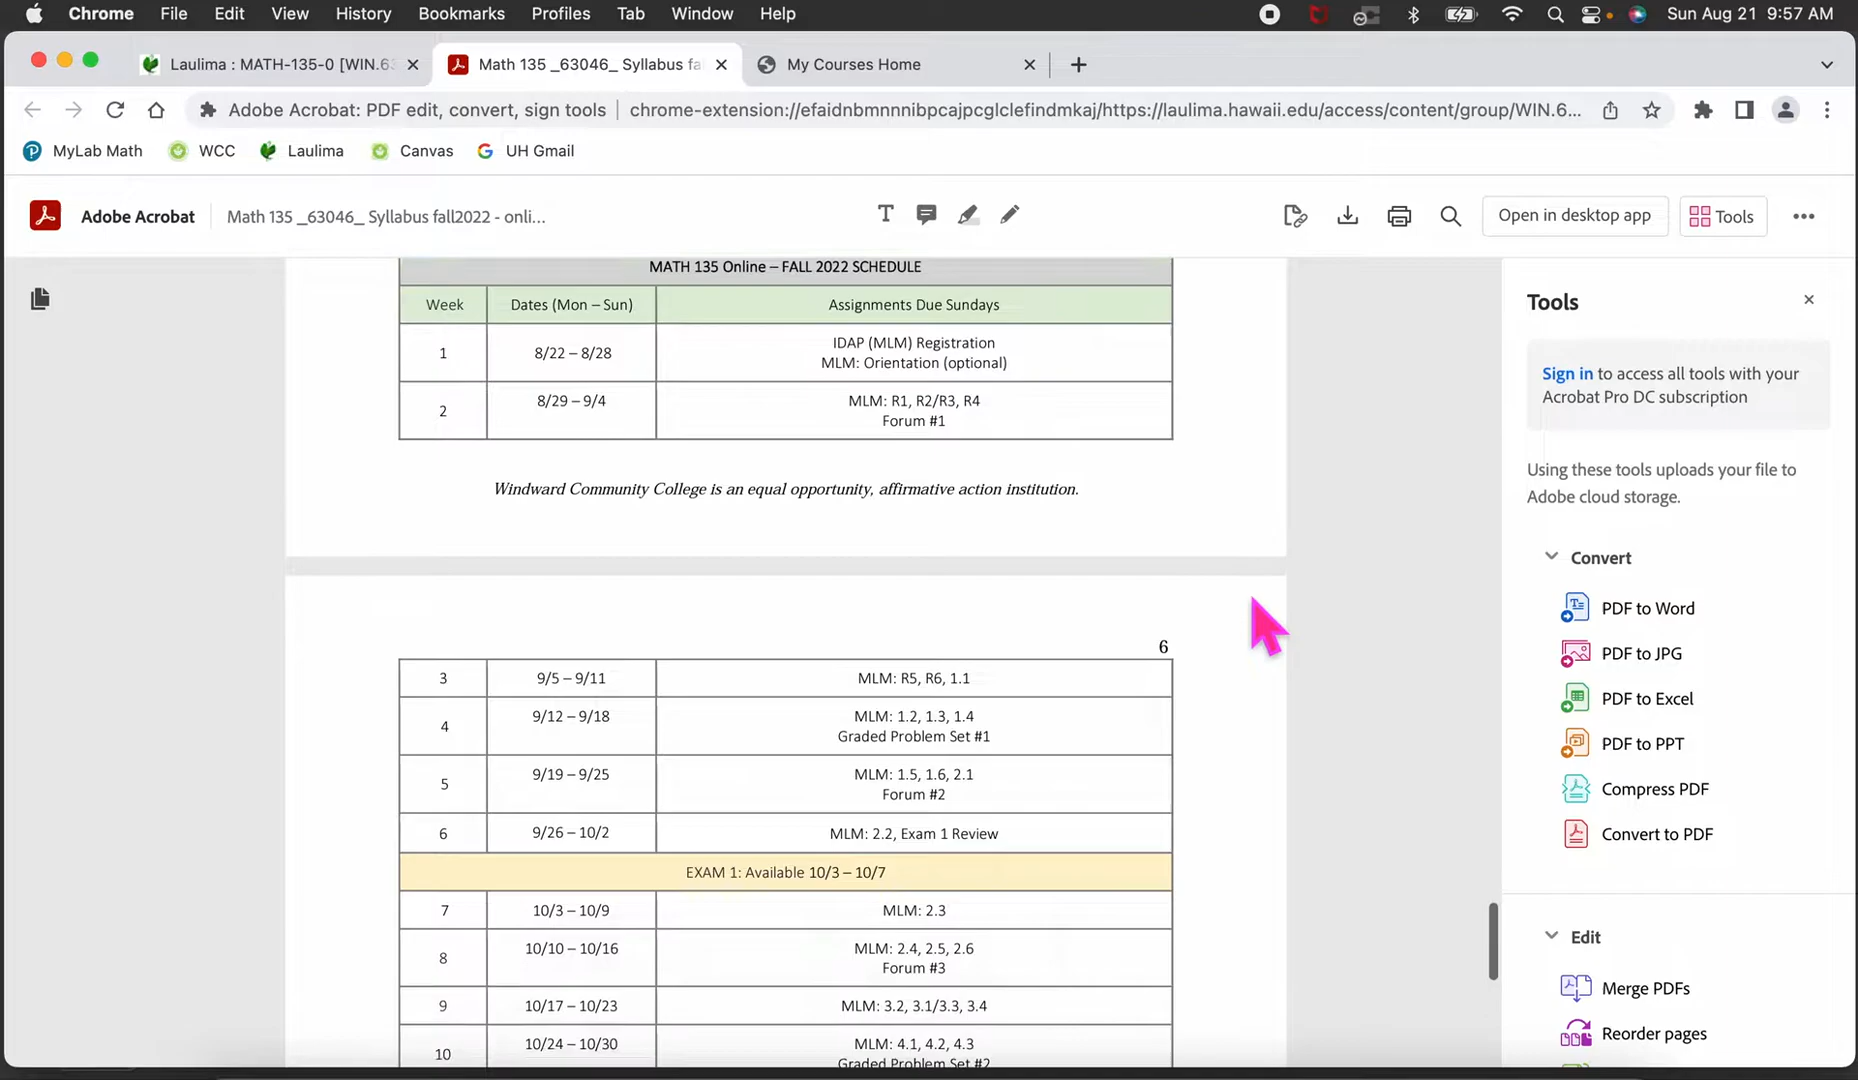 Chrome File Edit View History Bookmarks Profiles Tab Window Help Sun Aug 21 9:57 AM
Laulima : MATH-135-0 [WIN.63 Math 135 _63046_ Syllabus fa My Courses Home
Adobe Acrobat: PDF edit, convert, sign tools | chrome-extension://efaidnbmnnnibpcajpcglclefindmkaj/https://laulima.hawaii.edu/access/content/group/WIN.6...
MyLab Math WCC Laulima Canvas UH Gmail
Adobe Acrobat Math 135 _63046_ Syllabus fall2022 - onli... Open in desktop app Tools
MATH 135 Online – FALL 2022 SCHEDULE
Week Dates (Mon – Sun) Assignments Due Sundays
1 8/22 – 8/28 IDAP (MLM) Registration
MLM: Orientation (optional)
2 8/29 – 9/4 MLM: R1, R2/R3, R4
Forum #1
Windward Community College is an equal opportunity, affirmative action institution.
6
3 9/5 – 9/11 MLM: R5, R6, 1.1
4 9/12 – 9/18 MLM: 1.2, 1.3, 1.4
Graded Problem Set #1
5 9/19 – 9/25 MLM: 1.5, 1.6, 2.1
Forum #2
6 9/26 – 10/2 MLM: 2.2, Exam 1 Review
EXAM 1: Available 10/3 – 10/7
7 10/3 – 10/9 MLM: 2.3
8 10/10 – 10/16 MLM: 2.4, 2.5, 2.6
Forum #3
9 10/17 – 10/23 MLM: 3.2, 3.1/3.3, 3.4
10 10/24 – 10/30 MLM: 4.1, 4.2, 4.3
Graded Problem Set #2
Tools
Sign in to access all tools with your
Acrobat Pro DC subscription
Using these tools uploads your file to
Adobe cloud storage.
Convert
PDF to Word
PDF to JPG
PDF to Excel
PDF to PPT
Compress PDF
Convert to PDF
Edit
Merge PDFs
Reorder pages